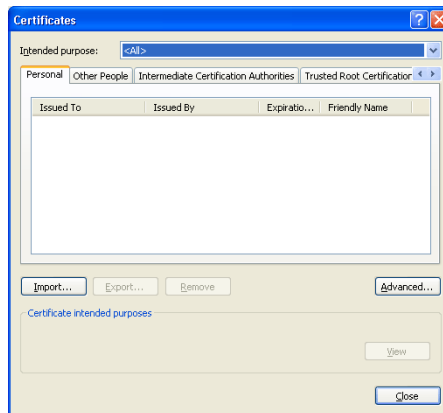 Certificates
Intended purpose: <All>
Personal Other People Intermediate Certification Authorities Trusted Root Certification
Issued To Issued By Expiratio... Friendly Name
Import... Export... Remove Advanced...
Certificate intended purposes
View
Close